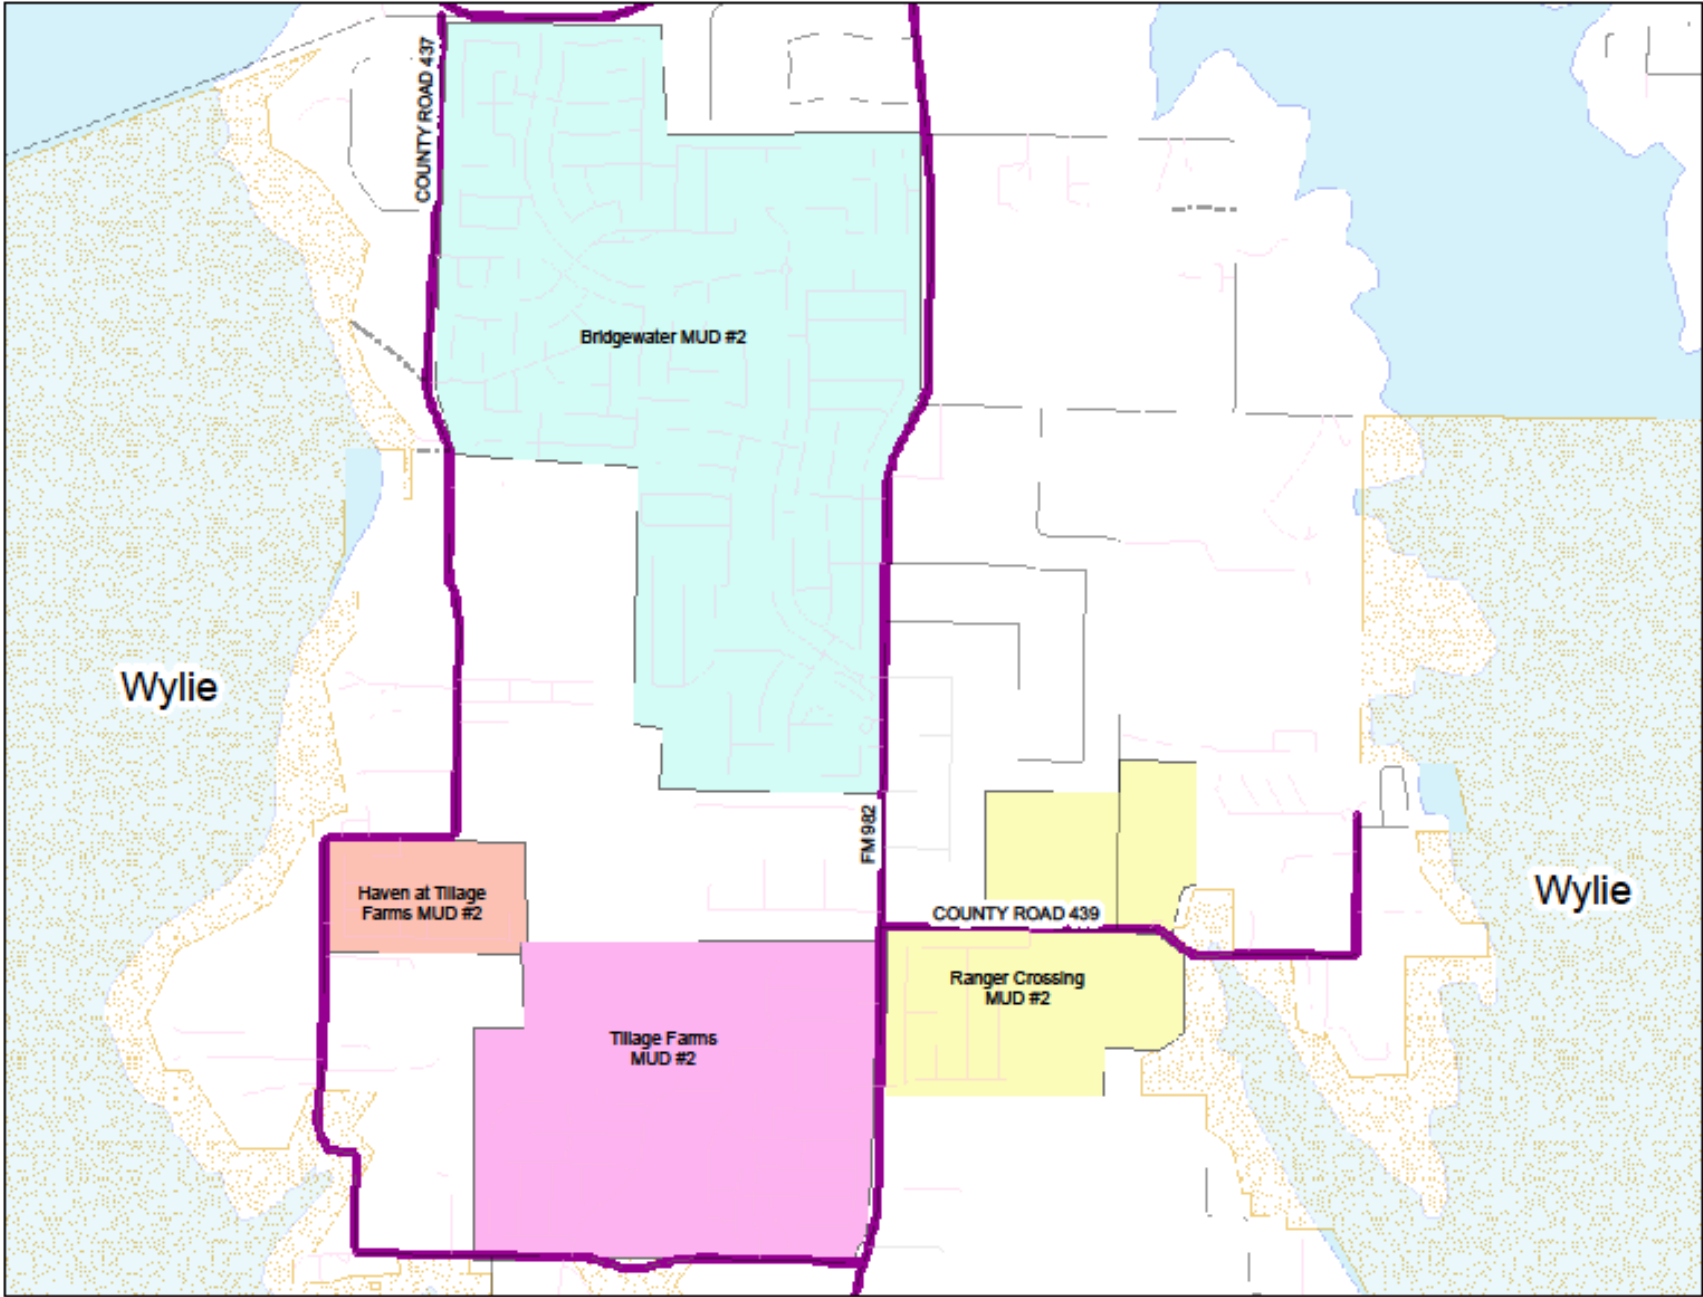 COUNTY ROAD 437
Bridgewater MUD #2
Wylie
FM 982
Haven at Tillage
Farms MUD #2
COUNTY ROAD 439
Wylie
Ranger Crossing
MUD #2
Tillage Farms
MUD #2